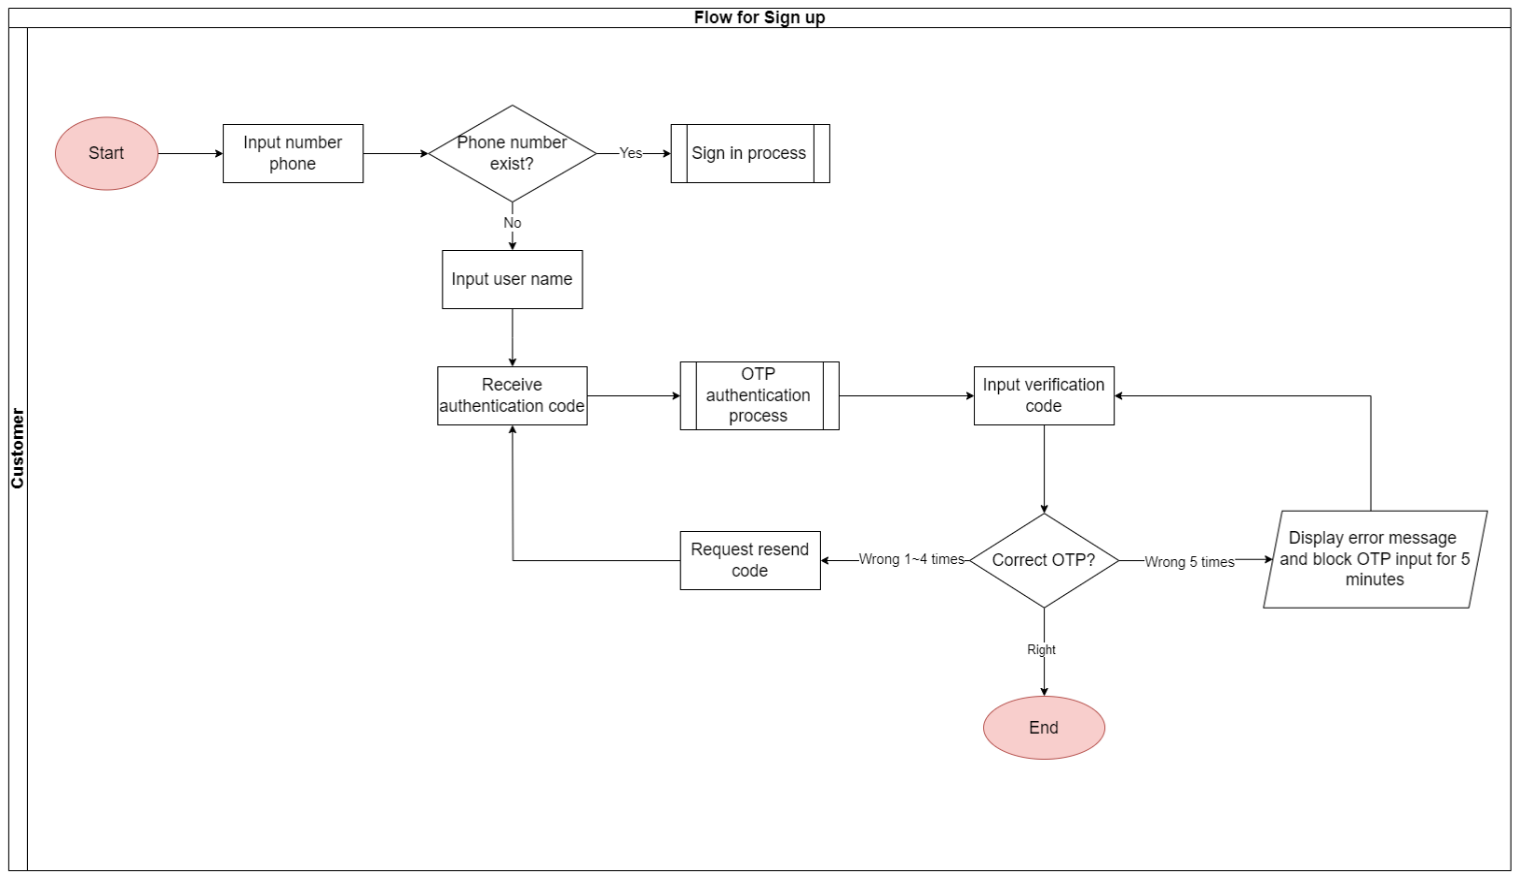 Flow for Sign up
Customer
Start
Input number
phone
Phone number
exist?
Yes
Sign in process
No
Input user name
Receive
authentication code
OTP
authentication
process
Input verification
code
Request resend
code
Wrong 1~4 times
Correct OTP?
Wrong 5 times
Display error message
and block OTP input for 5
minutes
Right
End